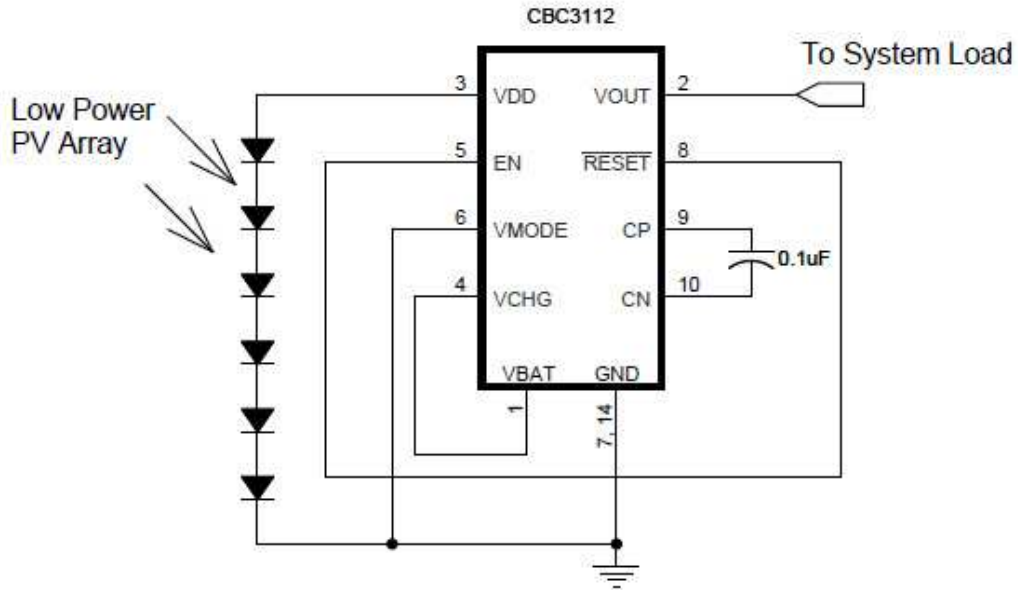 CBC3112
To System Load
Low Power
PV Array
3 VDD VOUT 2
5 EN RESET 8
6 VMODE CP 9
0.1uF
4 VCHG CN 10
VBAT GND
1 7, 14